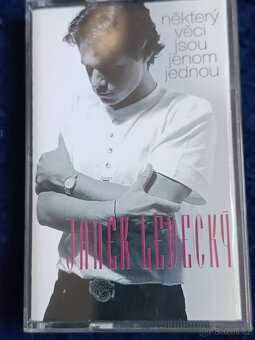 některý
věci
jsou
jenom
jednou
JANEK LEDECKÝ